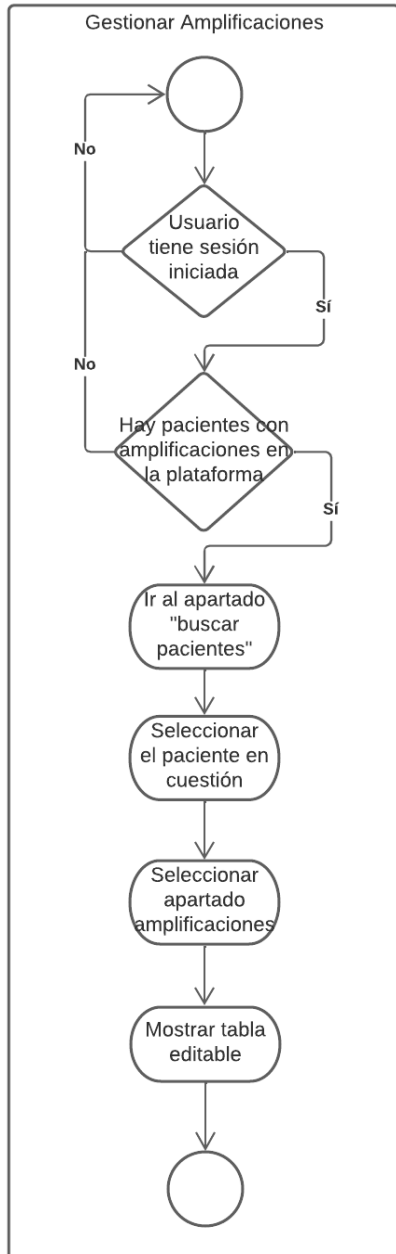 Gestionar Amplificaciones
No
Usuario
tiene sesión
iniciada
Sí
No
Hay pacientes con
amplificaciones en
la plataforma
Sí
Ir al apartado
"buscar
pacientes"
Seleccionar
el paciente en
cuestión
Seleccionar
apartado
amplificaciones
Mostrar tabla
editable